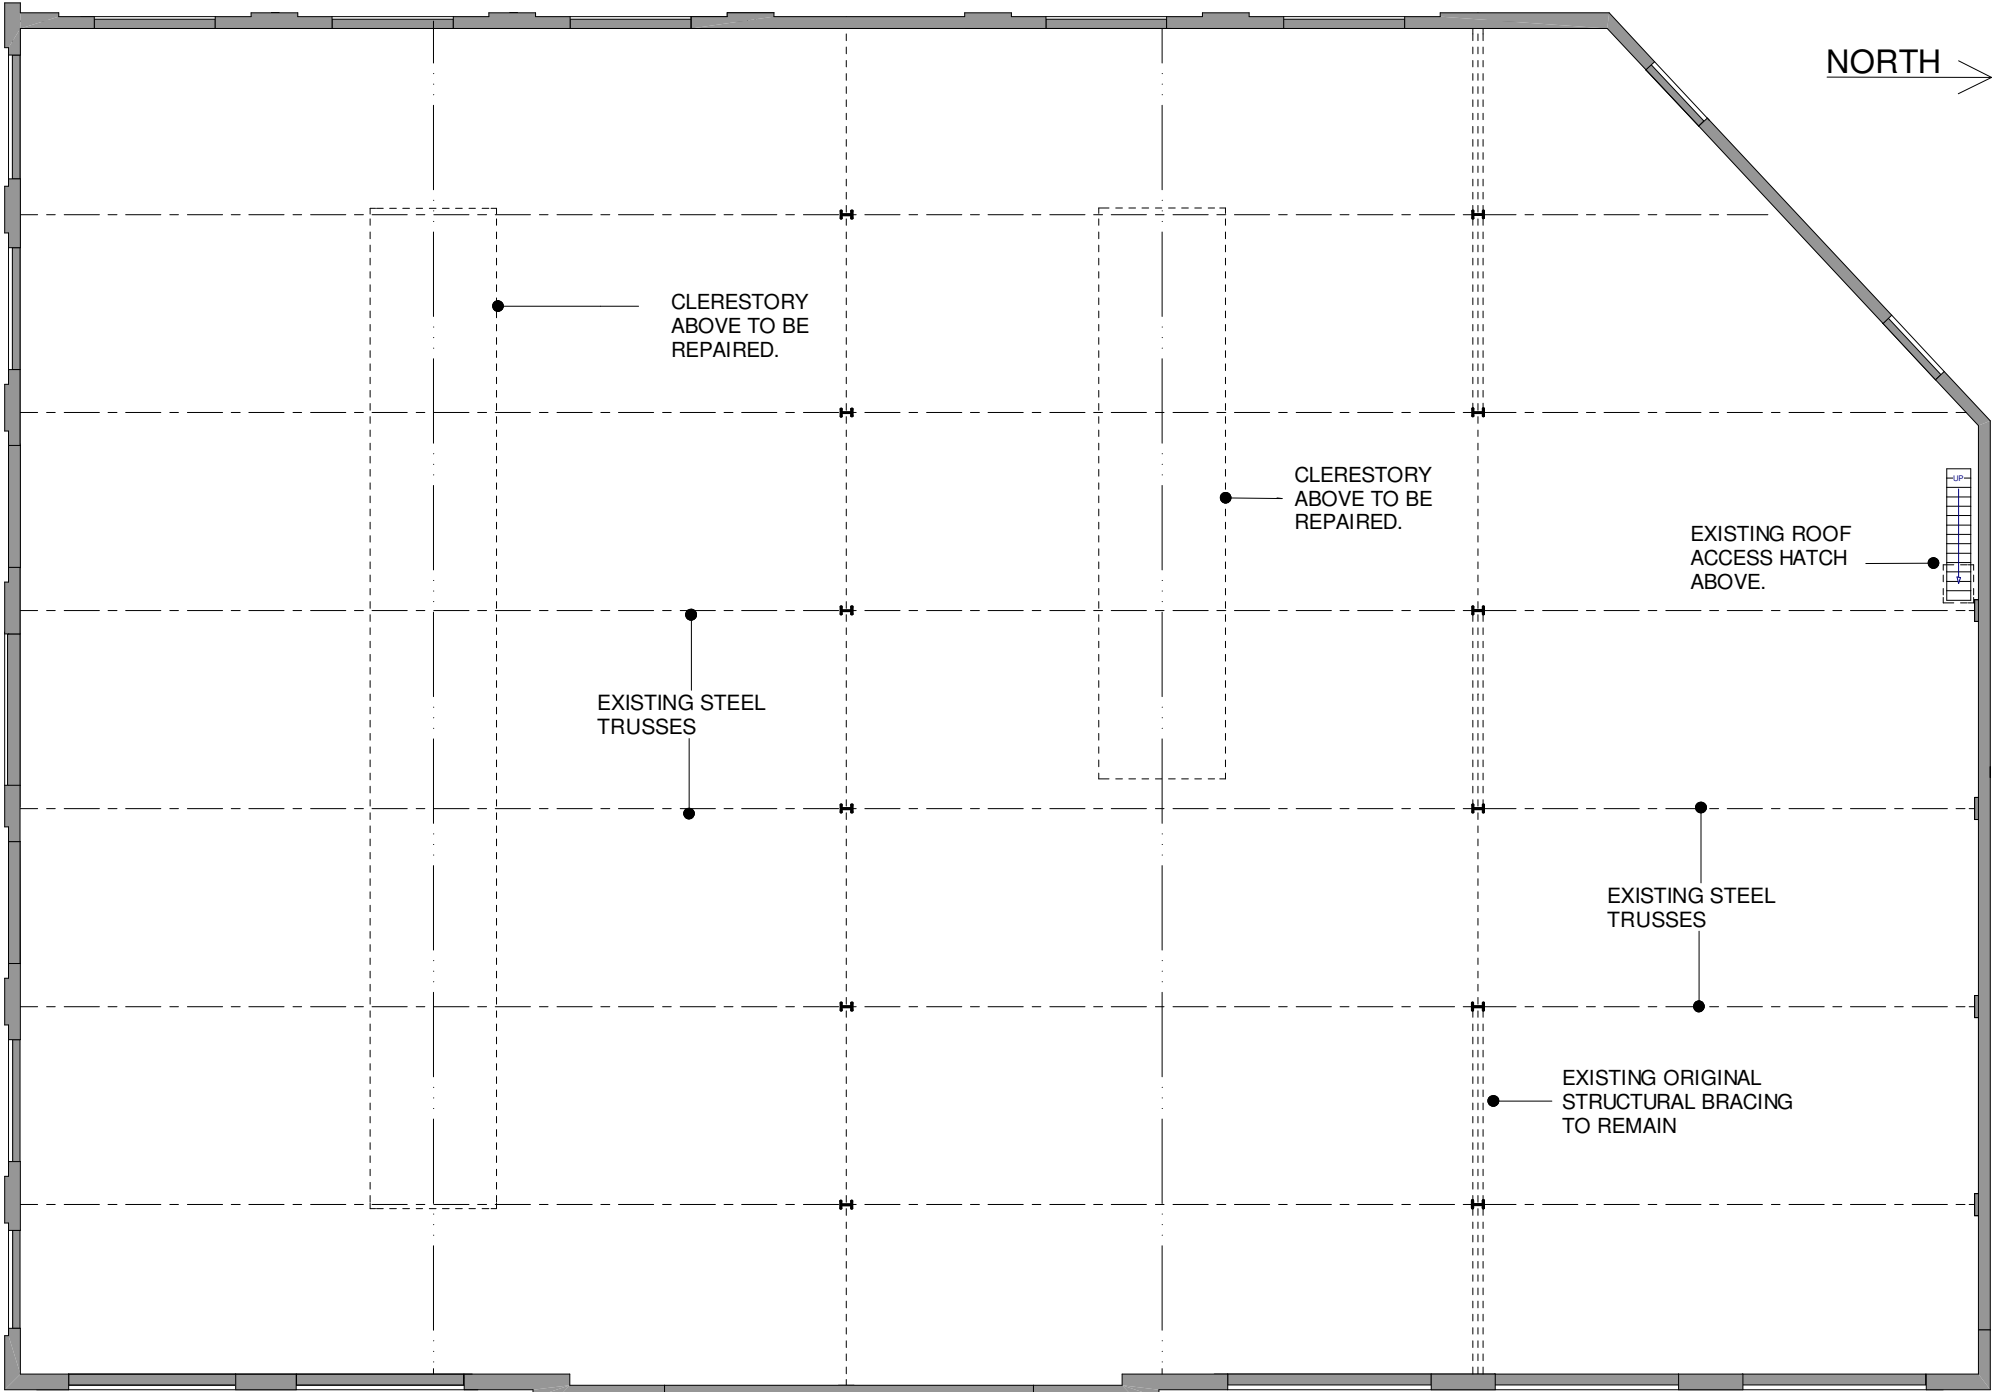 NORTH
CLERESTORY
ABOVE TO BE
REPAIRED.
CLERESTORY
ABOVE TO BE
REPAIRED.
UP
EXISTING ROOF
ACCESS HATCH
ABOVE.
EXISTING STEEL
TRUSSES
EXISTING STEEL
TRUSSES
EXISTING ORIGINAL
STRUCTURAL BRACING
TO REMAIN